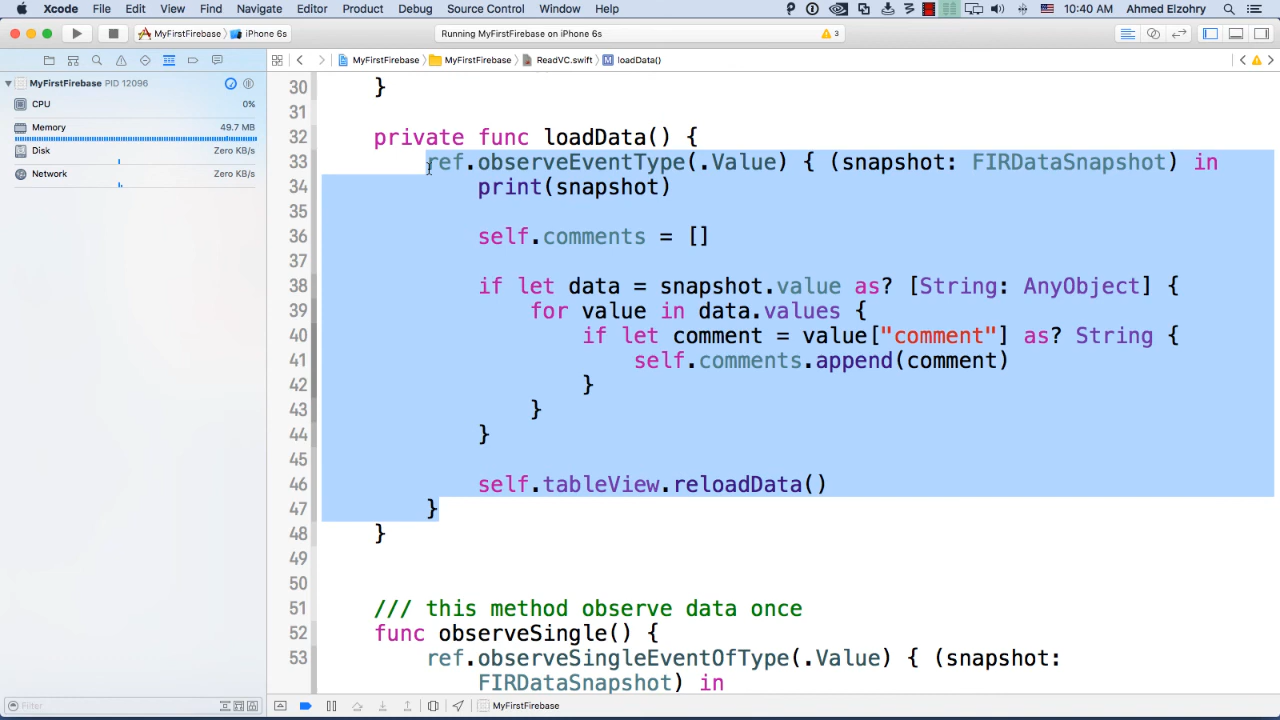 Xcode File Edit View Find Navigate Editor Product Debug Source Control Window Help 10:40 AM Ahmed Elzohry
MyFirstFirebase iPhone 6s Running MyFirstFirebase on iPhone 6s 3
MyFirstFirebase MyFirstFirebase ReadVC.swift M loadData()
MyFirstFirebase PID 12096
CPU 0%
Memory 49.7 MB
Disk Zero KB/s
Network Zero KB/s
30 }
31
32 private func loadData() {
33 ref.observeEventType(.Value) { (snapshot: FIRDataSnapshot) in
34 print(snapshot)
35
36 self.comments = []
37
38 if let data = snapshot.value as? [String: AnyObject] {
39 for value in data.values {
40 if let comment = value["comment"] as? String {
41 self.comments.append(comment)
42 }
43 }
44 }
45
46 self.tableView.reloadData()
47 }
48 }
49
50
51 /// this method observe data once
52 func observeSingle() {
53 ref.observeSingleEventOfType(.Value) { (snapshot:
FIRDataSnapshot) in
Filter MyFirstFirebase